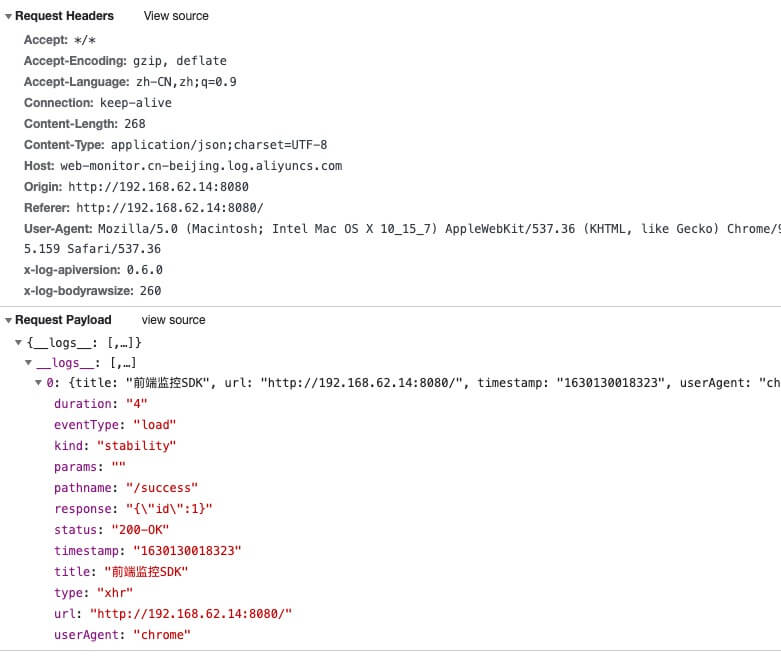 Request Headers View source
Accept: */*
Accept-Encoding: gzip, deflate
Accept-Language: zh-CN,zh;q=0.9
Connection: keep-alive
Content-Length: 268
Content-Type: application/json;charset=UTF-8
Host: web-monitor.cn-beijing.log.aliyuncs.com
Origin: http://192.168.62.14:8080
Referer: http://192.168.62.14:8080/
User-Agent: Mozilla/5.0 (Macintosh; Intel Mac OS X 10_15_7) AppleWebKit/537.36 (KHTML, like Gecko) Chrome/9
5.159 Safari/537.36
x-log-apiversion: 0.6.0
x-log-bodyrawsize: 260
Request Payload view source
{__logs__: [,…]}
__logs__: [,…]
0: {title: "前端监控SDK", url: "http://192.168.62.14:8080/", timestamp: "1630130018323", userAgent: "ch
duration: "4"
eventType: "load"
kind: "stability"
params: ""
pathname: "/success"
response: "{\"id\":1}"
status: "200-OK"
timestamp: "1630130018323"
title: "前端监控SDK"
type: "xhr"
url: "http://192.168.62.14:8080/"
userAgent: "chrome"